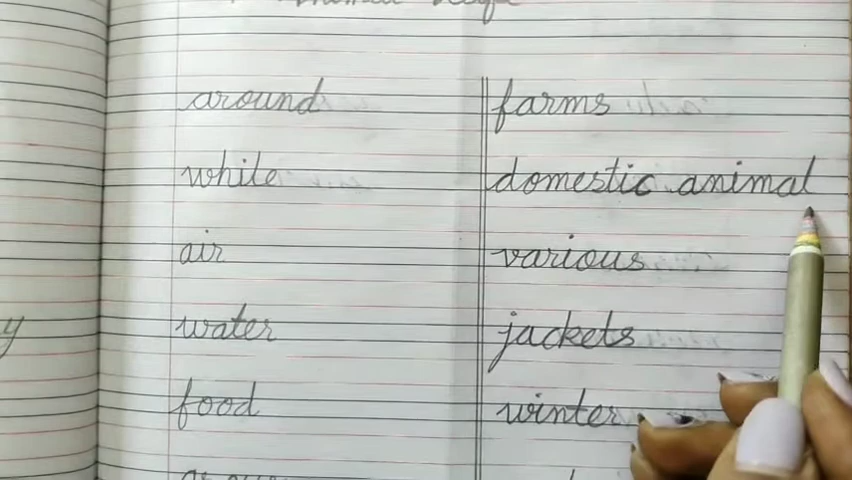 around
white
air
water
food
farms
domestic animal
various
jackets
winter